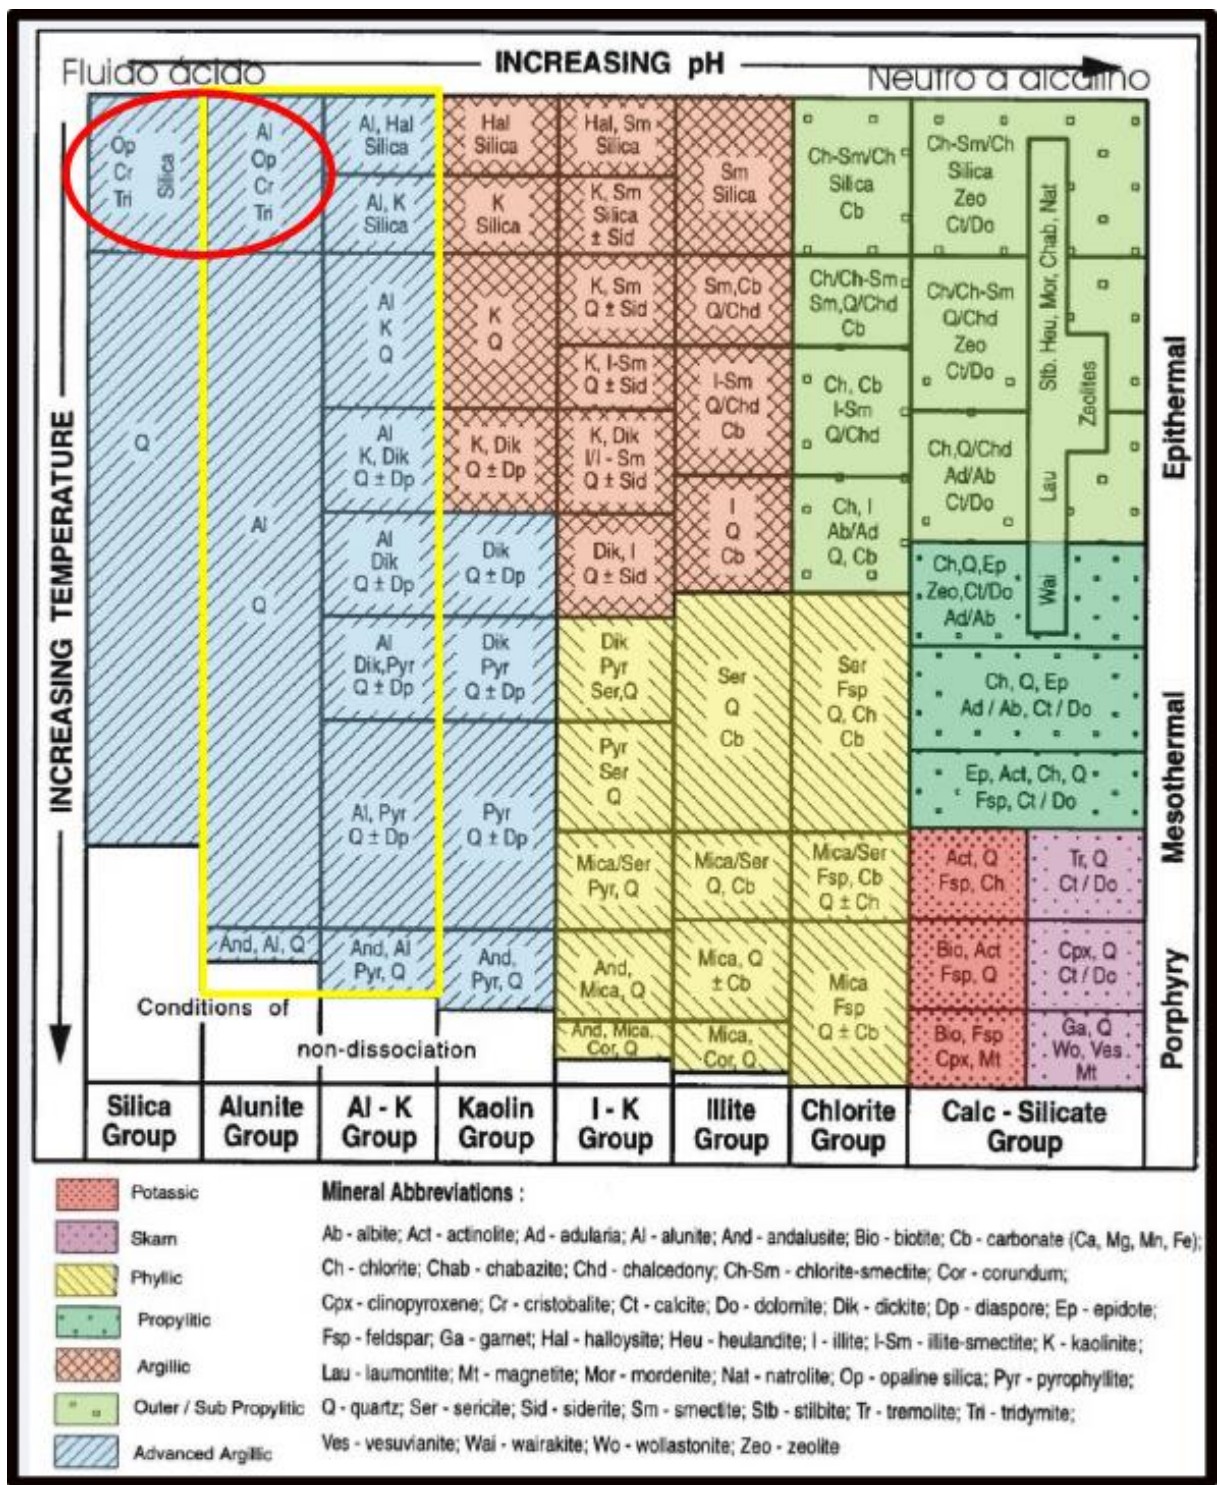 INCREASING pH
Fluido ácido
Neutro a alcalino
INCREASING TEMPERATURE
Op
Cr
Tri
Silica
Q
Al
Op
Cr
Tri
Al
Q
And, Al, Q
Al, Hal
Silica
Al, K
Silica
Al
K
Q
Al
K, Dik
Q ± Dp
Al
Dik
Q ± Dp
Al
Dik,Pyr
Q ± Dp
Al, Pyr
Q ± Dp
And, Al
Pyr, Q
Hal
Silica
K
Silica
K
Q
K, Dik
Q ± Dp
Dik
Q ± Dp
Dik
Pyr
Q ± Dp
Pyr
Q ± Dp
And,
Pyr, Q
Hal, Sm
Silica
K, Sm
Silica
± Sid
K, Sm
Q ± Sid
K, I-Sm
Q ± Sid
K, Dik
I/I - Sm
Q ± Sid
Dik, I
Q ± Sid
Dik
Pyr
Ser,Q
Pyr
Ser
Q
Mica/Ser
Pyr, Q
And,
Mica, Q
And, Mica,
Cor, Q
Sm
Silica
Sm,Cb
Q/Chd
I-Sm
Q/Chd
Cb
I
Q
Cb
Ser
Q
Cb
Mica/Ser
Q, Cb
Mica, Q
± Cb
Mica,
Cor, Q
Ch-Sm/Ch
Silica
Cb
Ch/Ch-Sm
Sm,Q/Chd
Cb
Ch, Cb
I-Sm
Q/Chd
Ch, I
Ab/Ad
Q, Cb
Ser
Fsp
Q, Ch
Cb
Mica/Ser
Fsp, Cb
Q ± Ch
Mica
Fsp
Q ± Cb
Ch-Sm/Ch
Silica
Zeo
Ct/Do
Ch/Ch-Sm
Q/Chd
Zeo
Ct/Do
Ch,Q/Chd
Ad/Ab
Ct/Do
Ch,Q,Ep
Zeo,Ct/Do
Ad/Ab
Stb. Heu, Mor, Chab, Nat
Zeolites
Lau
Wai
Ch, Q, Ep
Ad / Ab, Ct / Do
Ep, Act, Ch, Q
Fsp, Ct / Do
Act, Q
Fsp, Ch
Tr, Q
Ct / Do
Bio, Act
Fsp, Q
Cpx, Q
Ct / Do
Bio, Fsp
Cpx, Mt
Ga, Q
Wo, Ves
Mt
Epithermal
Mesothermal
Porphyry
Conditions of
non-dissociation
Silica
Group
Alunite
Group
Al - K
Group
Kaolin
Group
I - K
Group
Illite
Group
Chlorite
Group
Calc - Silicate
Group
Potassic
Skarn
Phyllic
Propylitic
Argillic
Outer / Sub Propylitic
Advanced Argillic
Mineral Abbreviations :
Ab - albite; Act - actinolite; Ad - adularia; Al - alunite; And - andalusite; Bio - biotite; Cb - carbonate (Ca, Mg, Mn, Fe);
Ch - chlorite; Chab - chabazite; Chd - chalcedony; Ch-Sm - chlorite-smectite; Cor - corundum;
Cpx - clinopyroxene; Cr - cristobalite; Ct - calcite; Do - dolomite; Dik - dickite; Dp - diaspore; Ep - epidote;
Fsp - feldspar; Ga - garnet; Hal - halloysite; Heu - heulandite; I - illite; I-Sm - illite-smectite; K - kaolinite;
Lau - laumontite; Mt - magnetite; Mor - mordenite; Nat - natrolite; Op - opaline silica; Pyr - pyrophyllite;
Q - quartz; Ser - sericite; Sid - siderite; Sm - smectite; Stb - stilbite; Tr - tremolite; Tri - tridymite;
Ves - vesuvianite; Wai - wairakite; Wo - wollastonite; Zeo - zeolite